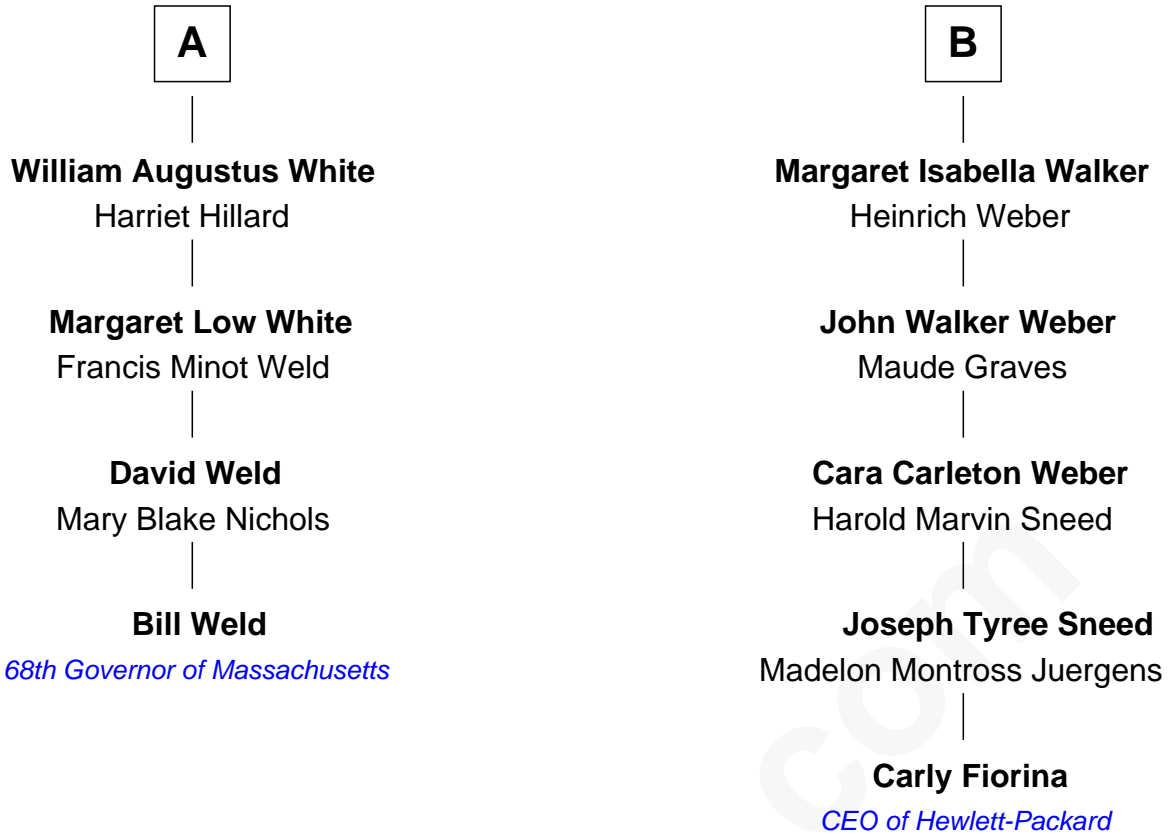 A
William Augustus White
Harriet Hillard
Margaret Low White
Francis Minot Weld
David Weld
Mary Blake Nichols
Bill Weld
68th Governor of Massachusetts
B
Margaret Isabella Walker
Heinrich Weber
John Walker Weber
Maude Graves
Cara Carleton Weber
Harold Marvin Sneed
Joseph Tyree Sneed
Madelon Montross Juergens
Carly Fiorina
CEO of Hewlett-Packard
com